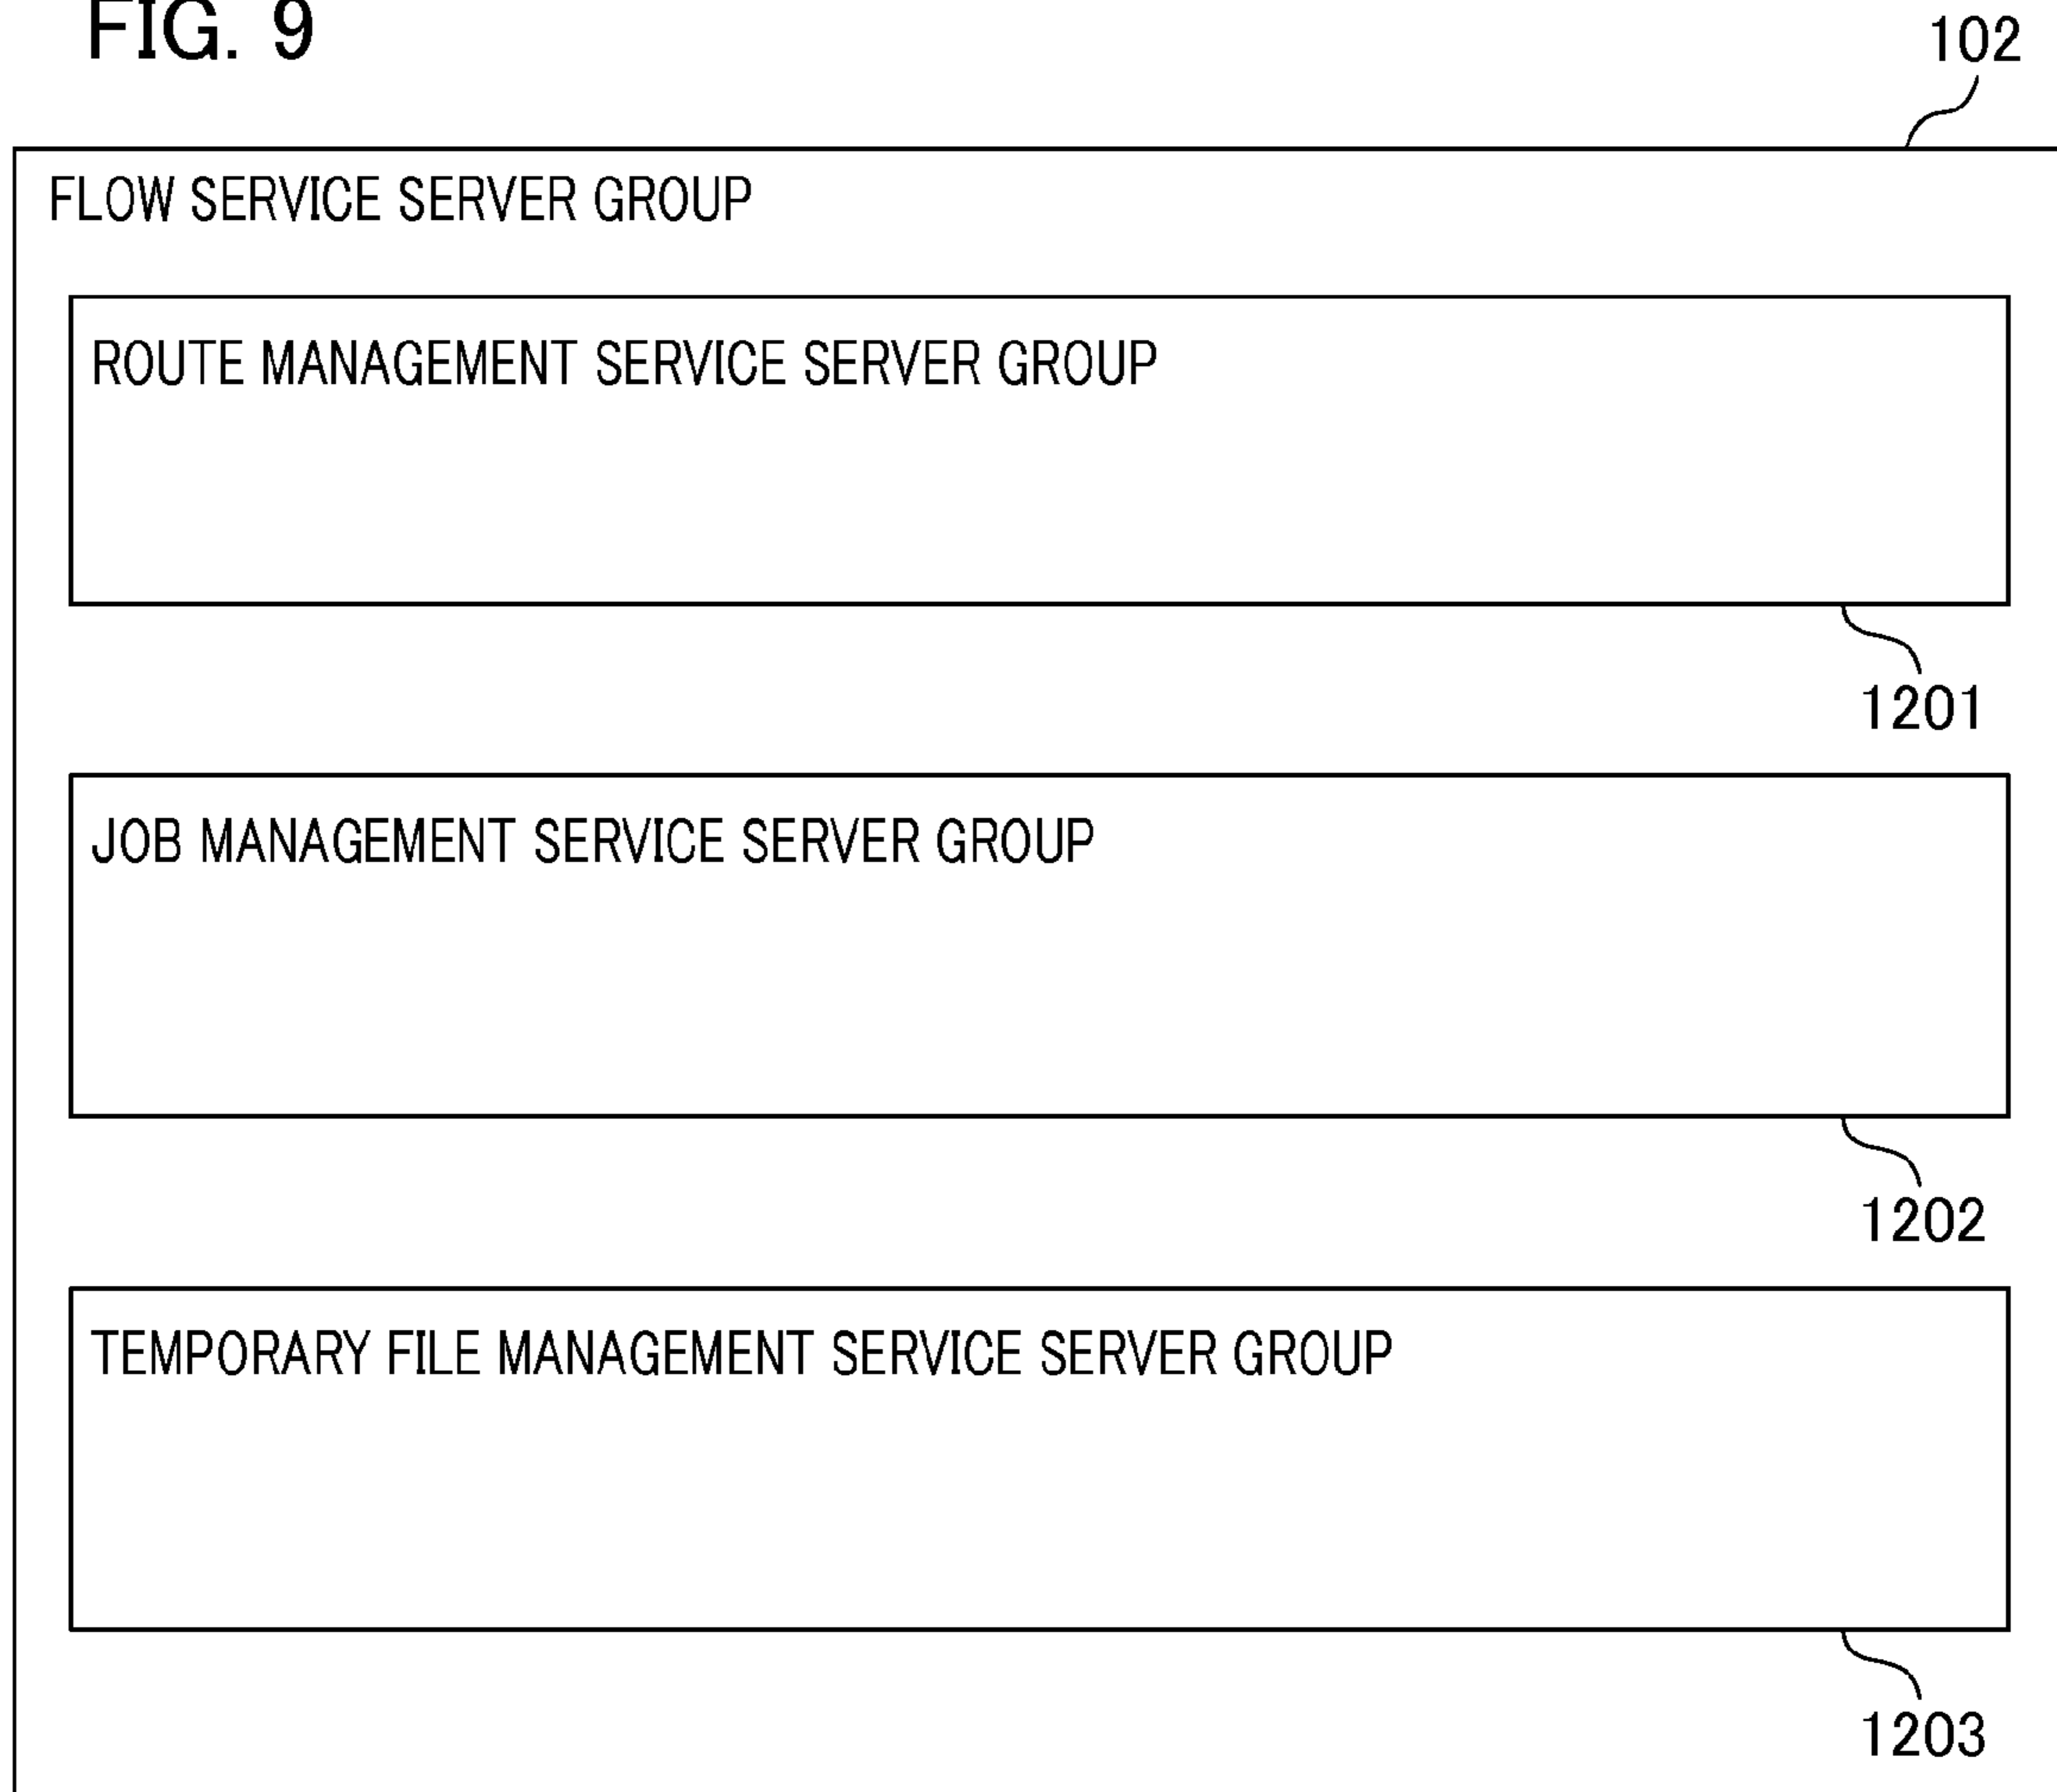 FIG. 9
102
FLOW SERVICE SERVER GROUP
ROUTE MANAGEMENT SERVICE SERVER GROUP
1201
JOB MANAGEMENT SERVICE SERVER GROUP
1202
TEMPORARY FILE MANAGEMENT SERVICE SERVER GROUP
1203